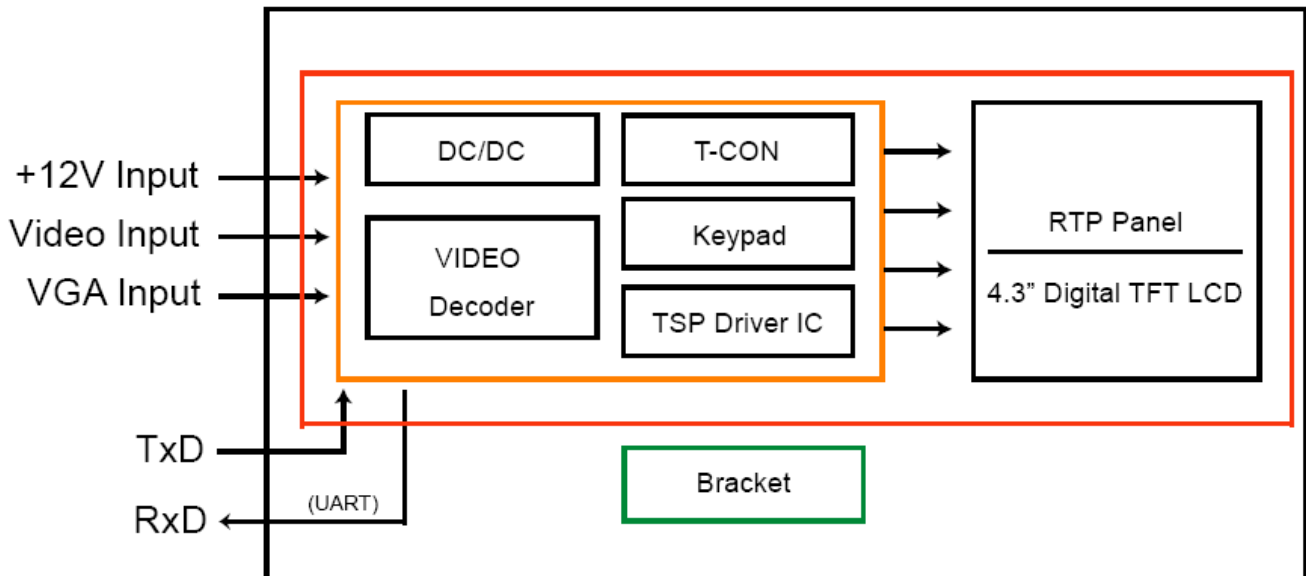 DC/DC
T-CON
+12V Input
Video Input
VGA Input
VIDEO
Decoder
Keypad
TSP Driver IC
RTP Panel
4.3” Digital TFT LCD
TxD
RxD
(UART)
Bracket